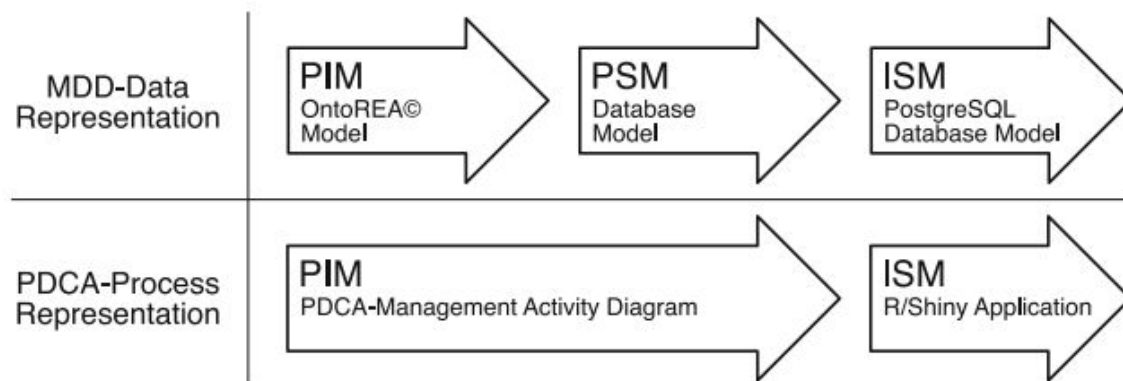 MDD-Data
Representation
PIM
OntoREA©
Model
PSM
Database
Model
ISM
PostgreSQL
Database Model
PDCA-Process
Representation
PIM
PDCA-Management Activity Diagram
ISM
R/Shiny Application